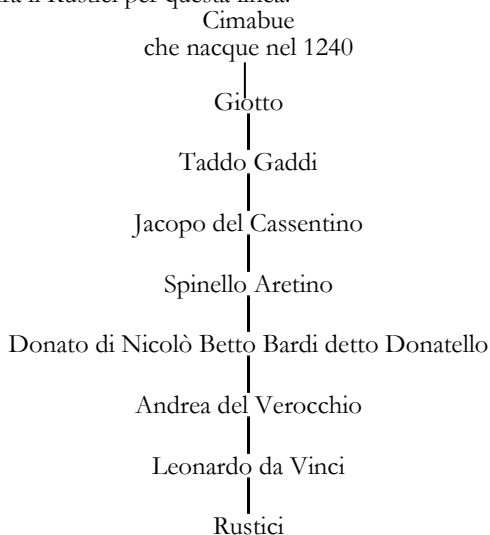 il Rustici per questa linea.
Cimabue
che nacque nel 1240
Giotto
Taddo Gaddi
Jacopo del Cassentino
Spinello Aretino
Donato di Nicolò Betto Bardi detto Donatello
Andrea del Verocchio
Leonardo da Vinci
Rustici